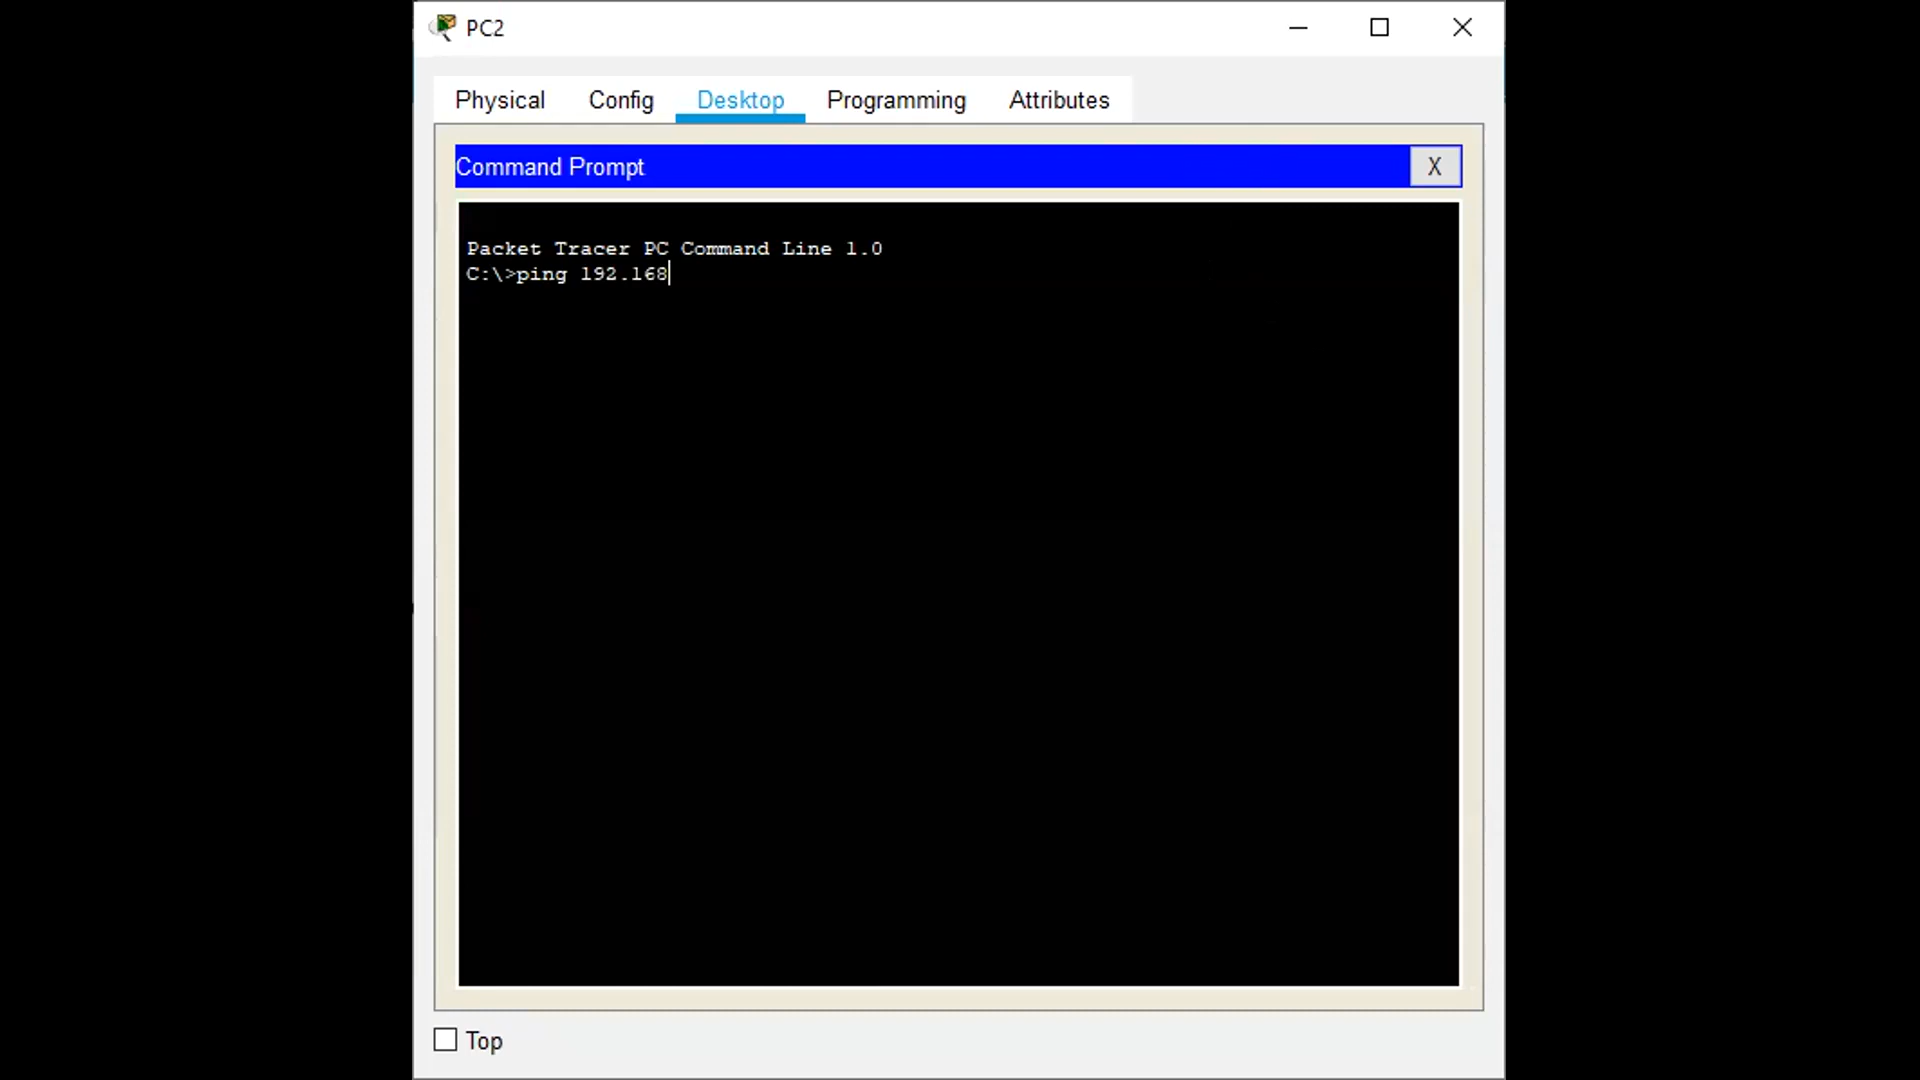 PC2
Physical Config Desktop Programming Attributes
Command Prompt X
Packet Tracer PC Command Line 1.0
C:\>ping 192.168
Top